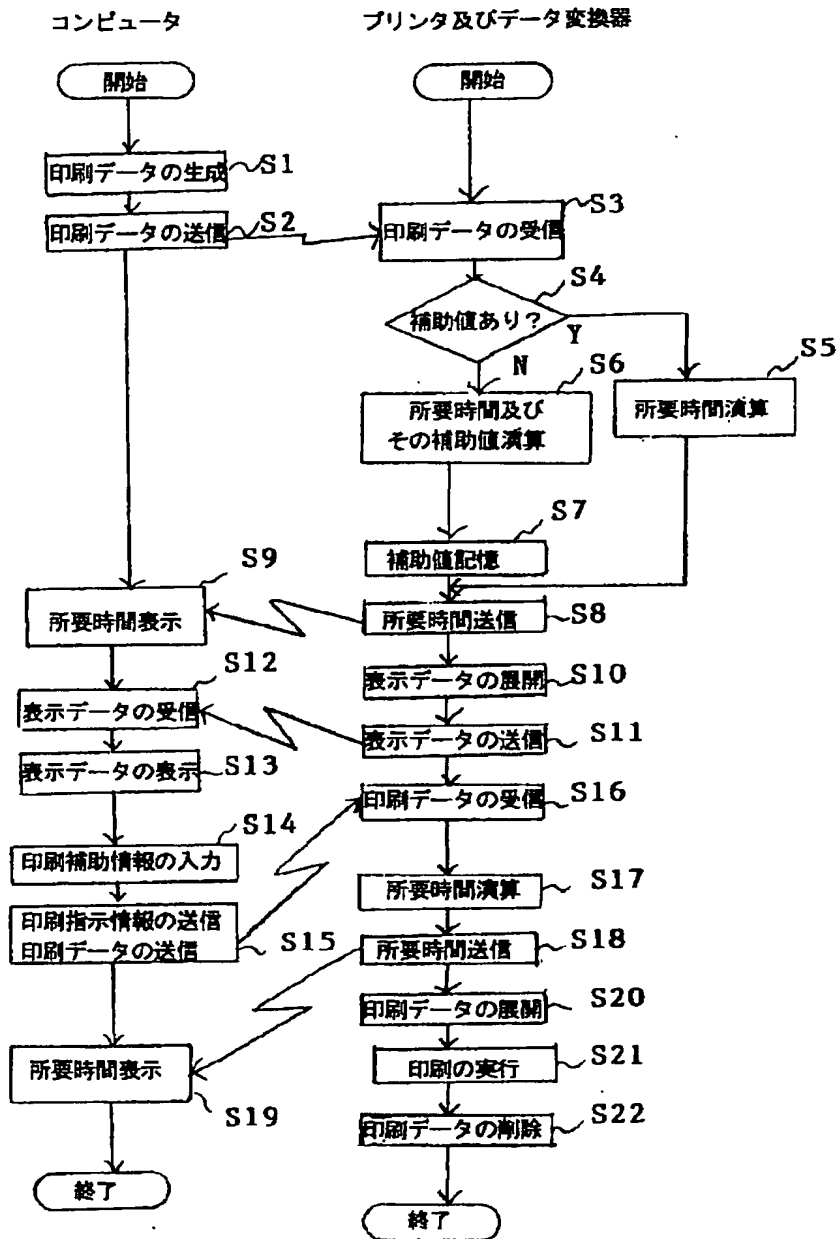 コンピュータ
プリンタ及びデータ変換器
開始
開始
印刷データの生成
S1
印刷データの送信
S2
印刷データの受信
S3
補助値あり?
S4
Y
N
所要時間演算
S5
所要時間及び
その補助値演算
S6
補助値記憶
S7
所要時間送信
S8
所要時間表示
S9
表示データの展開
S10
表示データの送信
S11
表示データの受信
S12
表示データの表示
S13
印刷補助情報の入力
S14
印刷指示情報の送信
印刷データの送信
S15
印刷データの受信
S16
所要時間演算
S17
所要時間送信
S18
所要時間表示
S19
印刷データの展開
S20
印刷の実行
S21
印刷データの削除
S22
終了
終了